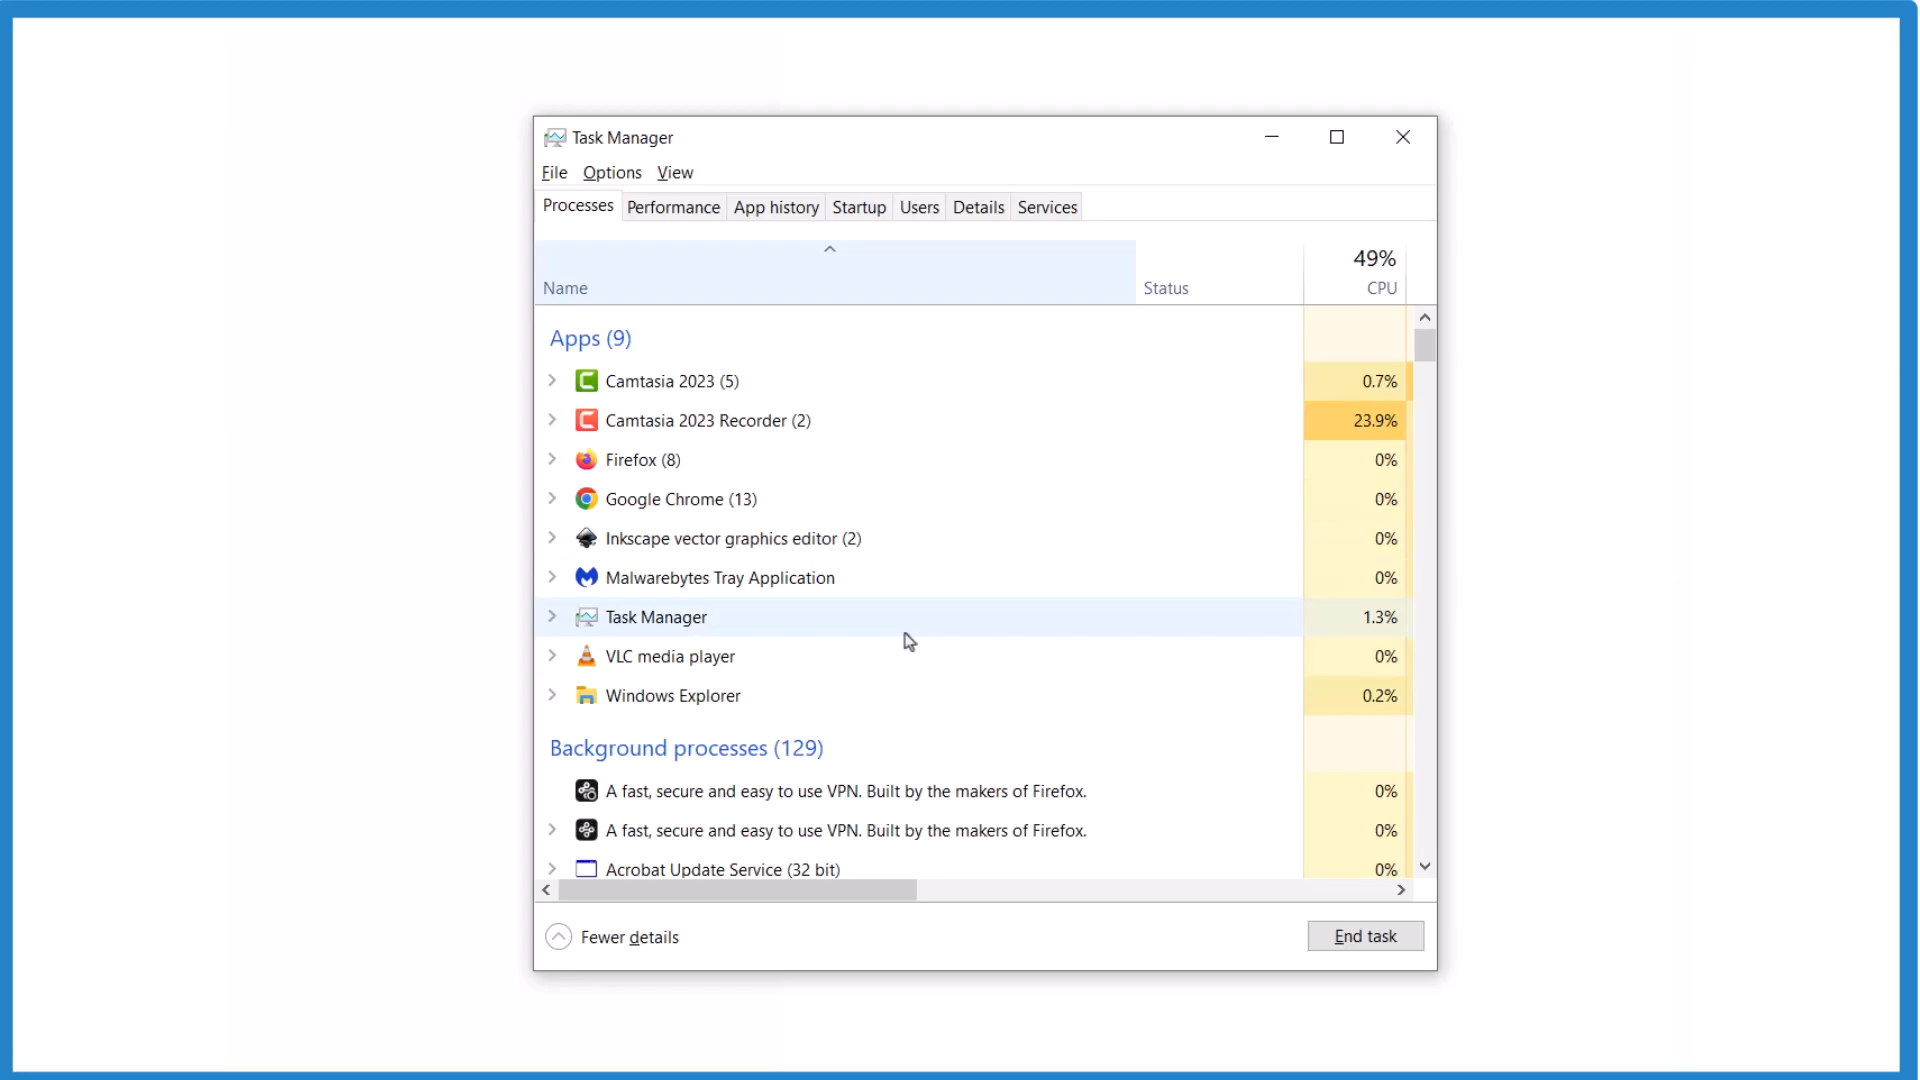 Task Manager
File Options View
Processes Performance App history Startup Users Details Services
49%
Name Status CPU
Apps (9)
Camtasia 2023 (5) 0.7%
Camtasia 2023 Recorder (2) 23.9%
Firefox (8) 0%
Google Chrome (13) 0%
Inkscape vector graphics editor (2) 0%
Malwarebytes Tray Application 0%
Task Manager 1.3%
VLC media player 0%
Windows Explorer 0.2%
Background processes (129)
A fast, secure and easy to use VPN. Built by the makers of Firefox. 0%
A fast, secure and easy to use VPN. Built by the makers of Firefox. 0%
Acrobat Update Service (32 bit) 0%
Fewer details End task